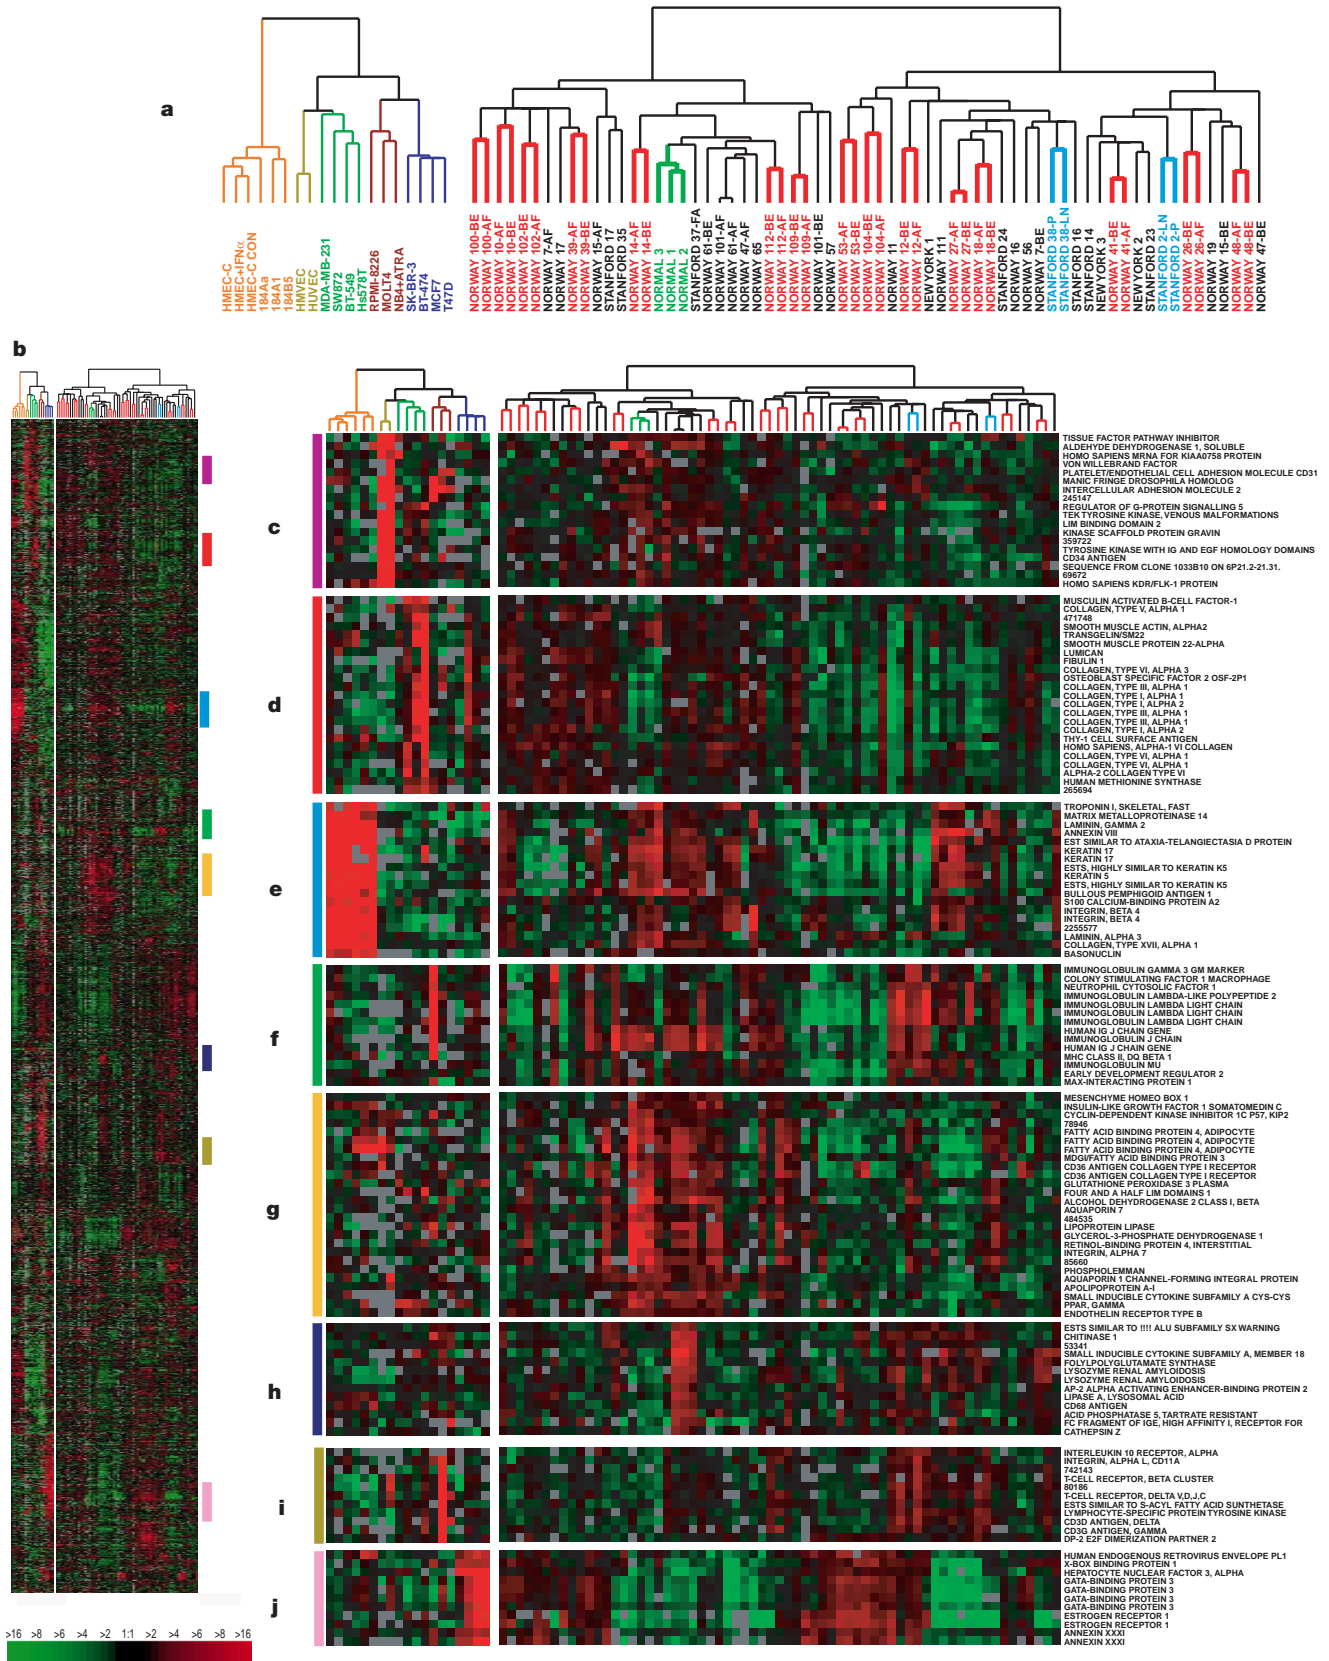 a
HMEC-C
HMEC+IFNα
HMEC-C CON
184Aa
184A1
184B5
HMVEC
HUVEC
MDA-MB-231
SW872
BT-549
Hs578T
RPMI-8226
MOLT4
NB4+ATRA
SK-BR-3
BT-474
MCF7
T47D
NORWAY 100-BE
NORWAY 100-AF
NORWAY 10-AF
NORWAY 10-BE
NORWAY 102-BE
NORWAY 102-AF
NORWAY 7-AF
NORWAY 17
NORWAY 39-AF
NORWAY 39-BE
NORWAY 15-AF
STANFORD 17
STANFORD 35
NORWAY 14-AF
NORWAY 14-BE
NORMAL 3
NORMAL 1
NORMAL 2
STANFORD 37-FA
NORWAY 61-BE
NORWAY 101-AF
NORWAY 61-AF
NORWAY 47-AF
NORWAY 65
NORWAY 112-BE
NORWAY 112-AF
NORWAY 109-BE
NORWAY 109-AF
NORWAY 101-BE
NORWAY 57
NORWAY 53-AF
NORWAY 53-BE
NORWAY 104-BE
NORWAY 104-AF
NORWAY 11
NORWAY 12-BE
NORWAY 12-AF
NEW YORK 1
NORWAY 111
NORWAY 27-AF
NORWAY 27-BE
NORWAY 18-AF
NORWAY 18-BE
STANFORD 24
NORWAY 16
NORWAY 56
NORWAY 7-BE
STANFORD 38-P
STANFORD 38-LN
STANFORD 16
STANFORD 14
NEW YORK 3
NORWAY 41-BE
NORWAY 41-AF
NEW YORK 2
STANFORD 23
STANFORD 2-LN
STANFORD 2-P
NORWAY 26-BE
NORWAY 26-AF
NORWAY 19
NORWAY 15-BE
NORWAY 48-AF
NORWAY 48-BE
NORWAY 47-BE
b
c
TISSUE FACTOR PATHWAY INHIBITOR
ALDEHYDE DEHYDROGENASE 1, SOLUBLE
HOMO SAPIENS MRNA FOR KIAA0758 PROTEIN
VON WILLEBRAND FACTOR
PLATELET/ENDOTHELIAL CELL ADHESION MOLECULE CD31
MANIC FRINGE DROSOPHILA HOMOLOG
INTERCELLULAR ADHESION MOLECULE 2
245147
REGULATOR OF G-PROTEIN SIGNALLING 5
TEK TYROSINE KINASE, VENOUS MALFORMATIONS
LIM BINDING DOMAIN 2
KINASE SCAFFOLD PROTEIN GRAVIN
359722
TYROSINE KINASE WITH IG AND EGF HOMOLOGY DOMAINS
CD34 ANTIGEN
SEQUENCE FROM CLONE 1033B10 ON 6P21.2-21.31.
69672
HOMO SAPIENS KDR/FLK-1 PROTEIN
d
MUSCULIN ACTIVATED B-CELL FACTOR-1
COLLAGEN, TYPE V, ALPHA 1
471748
SMOOTH MUSCLE ACTIN, ALPHA2
TRANSGELIN/SM22
SMOOTH MUSCLE PROTEIN 22-ALPHA
LUMICAN
FIBULIN 1
COLLAGEN, TYPE VI, ALPHA 3
OSTEOBLAST SPECIFIC FACTOR 2 OSF-2P1
COLLAGEN, TYPE III, ALPHA 1
COLLAGEN, TYPE I, ALPHA 1
COLLAGEN, TYPE I, ALPHA 2
COLLAGEN, TYPE III, ALPHA 1
COLLAGEN, TYPE III, ALPHA 1
COLLAGEN, TYPE I, ALPHA 2
THY-1 CELL SURFACE ANTIGEN
HOMO SAPIENS, ALPHA-1 VI COLLAGEN
COLLAGEN, TYPE VI, ALPHA 1
COLLAGEN, TYPE VI, ALPHA 1
ALPHA-2 COLLAGEN TYPE VI
HUMAN METHIONINE SYNTHASE
265694
e
TROPONIN I, SKELETAL, FAST
MATRIX METALLOPROTEINASE 14
LAMININ, GAMMA 2
ANNEXIN VIII
EST SIMILAR TO ATAXIA-TELANGIECTASIA D PROTEIN
KERATIN 17
KERATIN 17
ESTS, HIGHLY SIMILAR TO KERATIN K5
KERATIN 5
ESTS, HIGHLY SIMILAR TO KERATIN K5
BULLOUS PEMPHIGOID ANTIGEN 1
S100 CALCIUM-BINDING PROTEIN A2
INTEGRIN, BETA 4
INTEGRIN, BETA 4
2255577
LAMININ, ALPHA 3
COLLAGEN, TYPE XVII, ALPHA 1
BASONUCLIN
f
IMMUNOGLOBULIN GAMMA 3 GM MARKER
COLONY STIMULATING FACTOR 1 MACROPHAGE
NEUTROPHIL CYTOSOLIC FACTOR 1
IMMUNOGLOBULIN LAMBDA-LIKE POLYPEPTIDE 2
IMMUNOGLOBULIN LAMBDA LIGHT CHAIN
IMMUNOGLOBULIN LAMBDA LIGHT CHAIN
IMMUNOGLOBULIN LAMBDA LIGHT CHAIN
HUMAN IG J CHAIN GENE
IMMUNOGLOBULIN J CHAIN
HUMAN IG J CHAIN GENE
MHC CLASS II, DQ BETA 1
IMMUNOGLOBULIN MU
EARLY DEVELOPMENT REGULATOR 2
MAX-INTERACTING PROTEIN 1
g
MESENCHYME HOMEO BOX 1
INSULIN-LIKE GROWTH FACTOR 1 SOMATOMEDIN C
CYCLIN-DEPENDENT KINASE INHIBITOR 1C P57, KIP2
78946
FATTY ACID BINDING PROTEIN 4, ADIPOCYTE
FATTY ACID BINDING PROTEIN 4, ADIPOCYTE
FATTY ACID BINDING PROTEIN 4, ADIPOCYTE
MDGI/FATTY ACID BINDING PROTEIN 3
CD36 ANTIGEN COLLAGEN TYPE I RECEPTOR
CD36 ANTIGEN COLLAGEN TYPE I RECEPTOR
GLUTATHIONE PEROXIDASE 3 PLASMA
FOUR AND A HALF LIM DOMAINS 1
ALCOHOL DEHYDROGENASE 2 CLASS I, BETA
AQUAPORIN 7
484535
LIPOPROTEIN LIPASE
GLYCEROL-3-PHOSPHATE DEHYDROGENASE 1
RETINOL-BINDING PROTEIN 4, INTERSTITIAL
INTEGRIN, ALPHA 7
85660
PHOSPHOLEMMAN
AQUAPORIN 1 CHANNEL-FORMING INTEGRAL PROTEIN
APOLIPOPROTEIN A-I
SMALL INDUCIBLE CYTOKINE SUBFAMILY A CYS-CYS
PPAR, GAMMA
ENDOTHELIN RECEPTOR TYPE B
h
ESTS SIMILAR TO !!!! ALU SUBFAMILY SX WARNING
CHITINASE 1
53341
SMALL INDUCIBLE CYTOKINE SUBFAMILY A, MEMBER 18
FOLYLPOLYGLUTAMATE SYNTHASE
LYSOZYME RENAL AMYLOIDOSIS
LYSOZYME RENAL AMYLOIDOSIS
AP-2 ALPHA ACTIVATING ENHANCER-BINDING PROTEIN 2
LIPASE A, LYSOSOMAL ACID
CD68 ANTIGEN
ACID PHOSPHATASE 5, TARTRATE RESISTANT
FC FRAGMENT OF IGE, HIGH AFFINITY I, RECEPTOR FOR
CATHEPSIN Z
i
INTERLEUKIN 10 RECEPTOR, ALPHA
INTEGRIN, ALPHA L, CD11A
742143
T-CELL RECEPTOR, BETA CLUSTER
80186
T-CELL RECEPTOR, DELTA V,D,J,C
ESTS SIMILAR TO S-ACYL FATTY ACID SUNTHETASE
LYMPHOCYTE-SPECIFIC PROTEIN TYROSINE KINASE
CD3D ANTIGEN, DELTA
CD3G ANTIGEN, GAMMA
DP-2 E2F DIMERIZATION PARTNER 2
j
HUMAN ENDOGENOUS RETROVIRUS ENVELOPE PL1
X-BOX BINDING PROTEIN 1
HEPATOCYTE NUCLEAR FACTOR 3, ALPHA
GATA-BINDING PROTEIN 3
GATA-BINDING PROTEIN 3
GATA-BINDING PROTEIN 3
GATA-BINDING PROTEIN 3
ESTROGEN RECEPTOR 1
ESTROGEN RECEPTOR 1
ANNEXIN XXXI
ANNEXIN XXXI
>16 >8 >6 >4 >2 1:1 >2 >4 >6 >8 >16